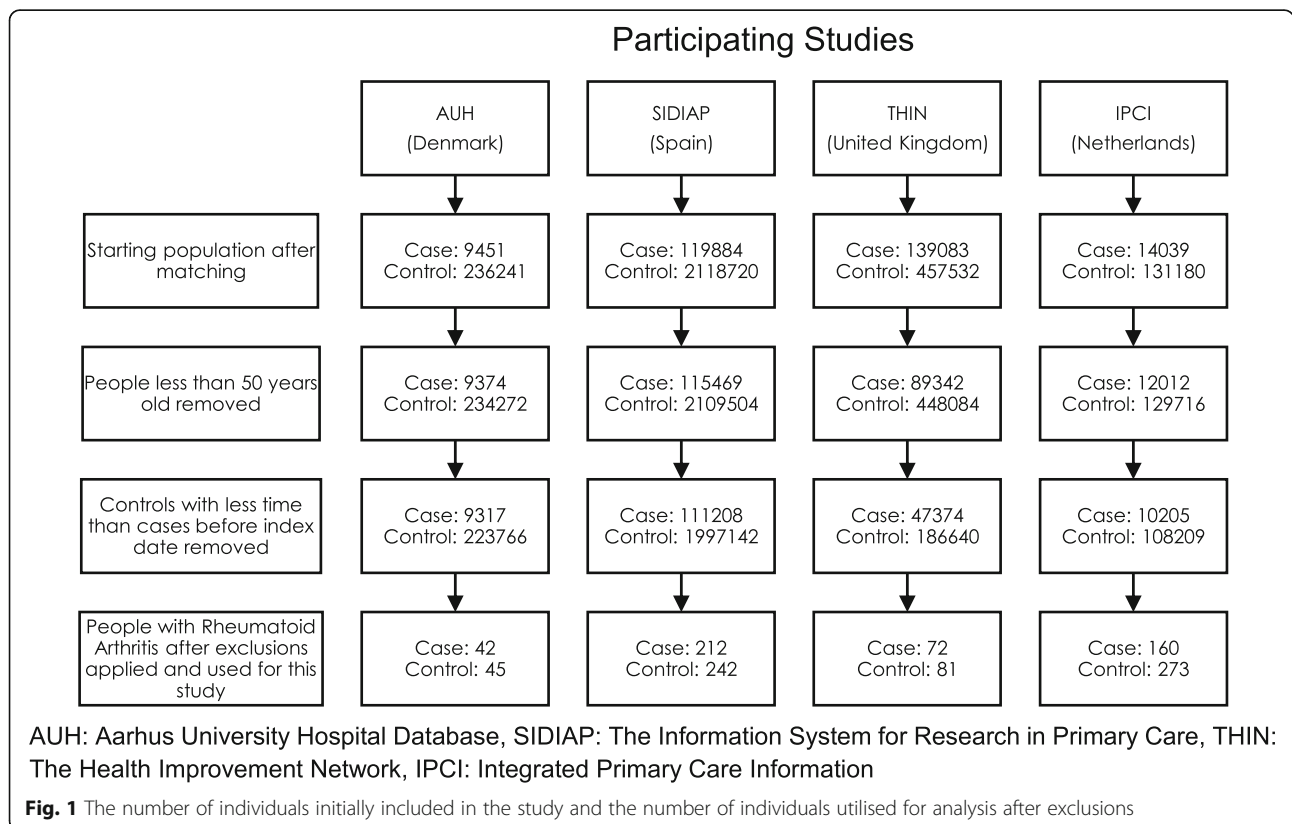 Participating Studies
AUH
(Denmark)
SIDIAP
(Spain)
THIN
(United Kingdom)
IPCI
(Netherlands)
Starting population after
matching
Case: 9451
Control: 236241
Case: 119884
Control: 2118720
Case: 139083
Control: 457532
Case: 14039
Control: 131180
People less than 50 years
old removed
Case: 9374
Control: 234272
Case: 115469
Control: 2109504
Case: 89342
Control: 448084
Case: 12012
Control: 129716
Controls with less time
than cases before index
date removed
Case: 9317
Control: 223766
Case: 111208
Control: 1997142
Case: 47374
Control: 186640
Case: 10205
Control: 108209
People with Rheumatoid
Arthritis after exclusions
applied and used for this
study
Case: 42
Control: 45
Case: 212
Control: 242
Case: 72
Control: 81
Case: 160
Control: 273
AUH: Aarhus University Hospital Database, SIDIAP: The Information System for Research in Primary Care, THIN:
The Health Improvement Network, IPCI: Integrated Primary Care Information
Fig. 1 The number of individuals initially included in the study and the number of individuals utilised for analysis after exclusions